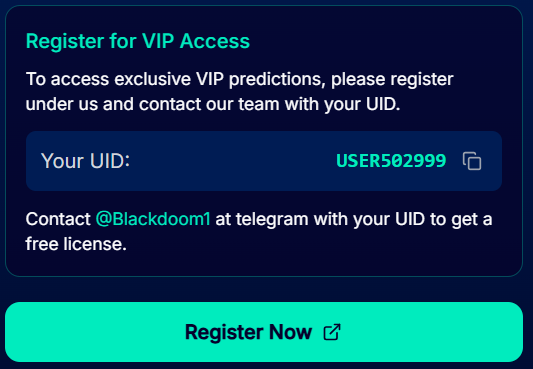 Register for VIP Access
To access exclusive VIP predictions, please register
under us and contact our team with your UID.
Your UID: USER502999
Contact @Blackdoom1 at telegram with your UID to get a
free license.
Register Now